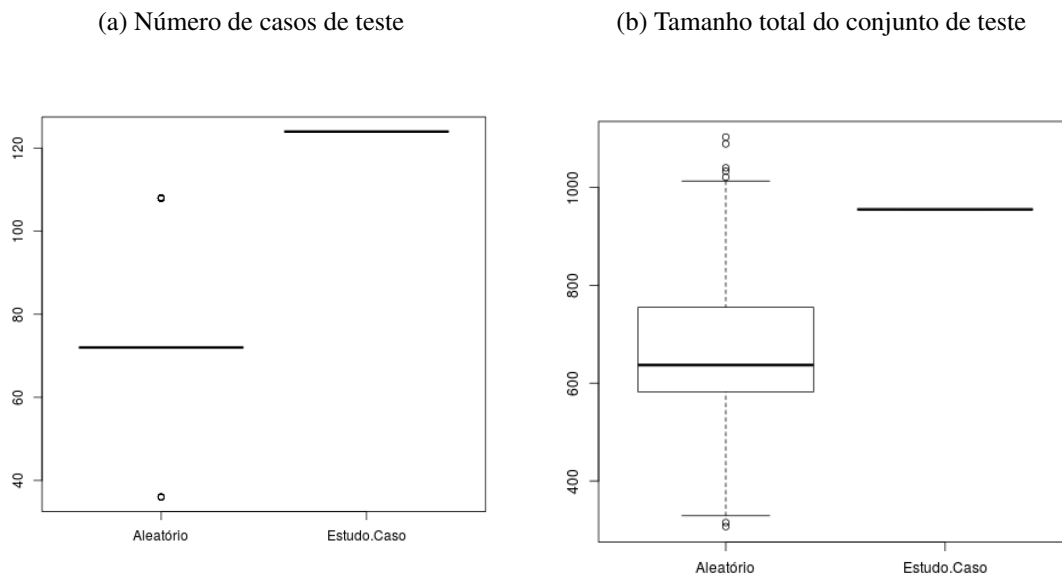 (a) Número de casos de teste
(b) Tamanho total do conjunto de teste
120
100
80
60
40
Aleatório
Estudo.Caso
1000
800
600
400
Aleatório
Estudo.Caso